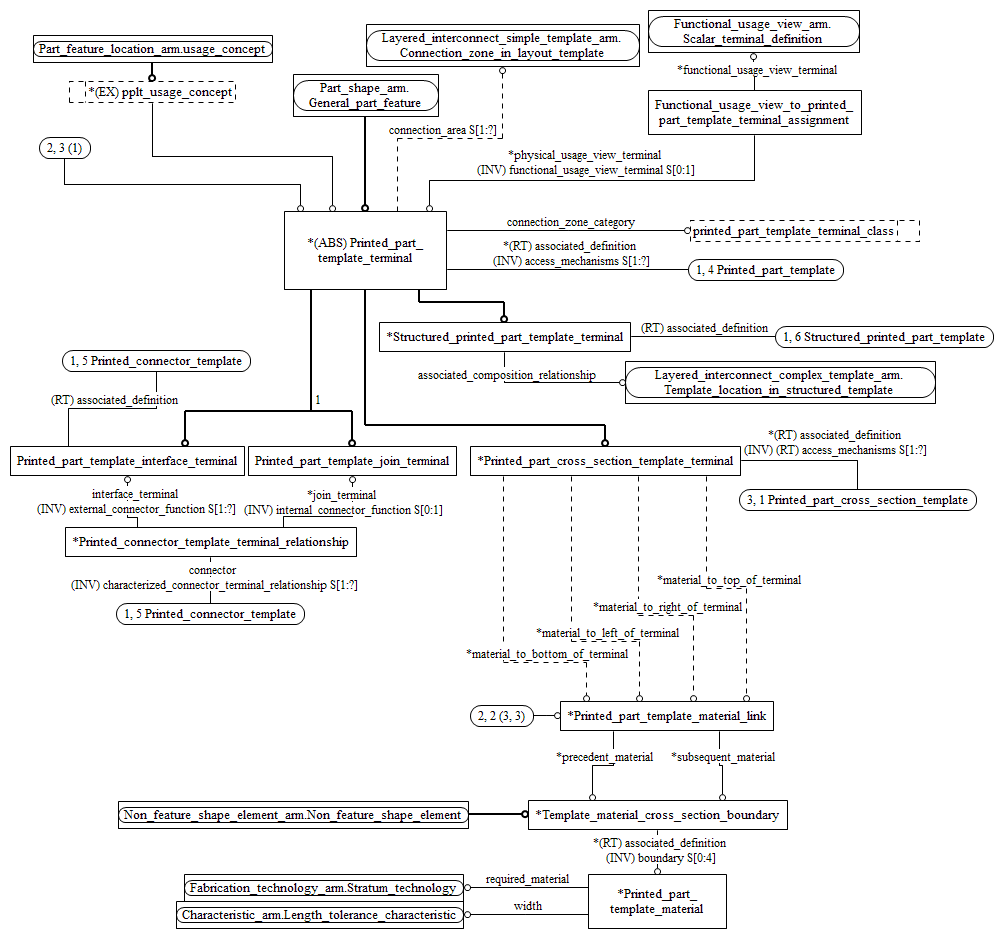 Part_feature_location_arm.usage_concept
Layered_interconnect_simple_template_arm.
Connection_zone_in_layout_template
Functional_usage_view_arm.
Scalar_terminal_definition
*functional_usage_view_terminal
*(EX) pplt_usage_concept
Part_shape_arm.
General_part_feature
Functional_usage_view_to_printed_
part_template_terminal_assignment
connection_area S[1:?]
2, 3 (1)
*physical_usage_view_terminal
(INV) functional_usage_view_terminal S[0:1]
*(ABS) Printed_part_
template_terminal
connection_zone_category
printed_part_template_terminal_class
*(RT) associated_definition
(INV) access_mechanisms S[1:?]
1, 4 Printed_part_template
*Structured_printed_part_template_terminal
(RT) associated_definition
1, 6 Structured_printed_part_template
1, 5 Printed_connector_template
associated_composition_relationship
Layered_interconnect_complex_template_arm.
Template_location_in_structured_template
(RT) associated_definition
1
Printed_part_template_interface_terminal
Printed_part_template_join_terminal
*Printed_part_cross_section_template_terminal
*(RT) associated_definition
(INV) (RT) access_mechanisms S[1:?]
3, 1 Printed_part_cross_section_template
interface_terminal
(INV) external_connector_function S[1:?]
*join_terminal
(INV) internal_connector_function S[0:1]
*Printed_connector_template_terminal_relationship
connector
(INV) characterized_connector_terminal_relationship S[1:?]
1, 5 Printed_connector_template
*material_to_top_of_terminal
*material_to_right_of_terminal
*material_to_left_of_terminal
*material_to_bottom_of_terminal
2, 2 (3, 3)
*Printed_part_template_material_link
*precedent_material
*subsequent_material
Non_feature_shape_element_arm.Non_feature_shape_element
*Template_material_cross_section_boundary
*(RT) associated_definition
(INV) boundary S[0:4]
Fabrication_technology_arm.Stratum_technology
required_material
*Printed_part_
template_material
Characteristic_arm.Length_tolerance_characteristic
width